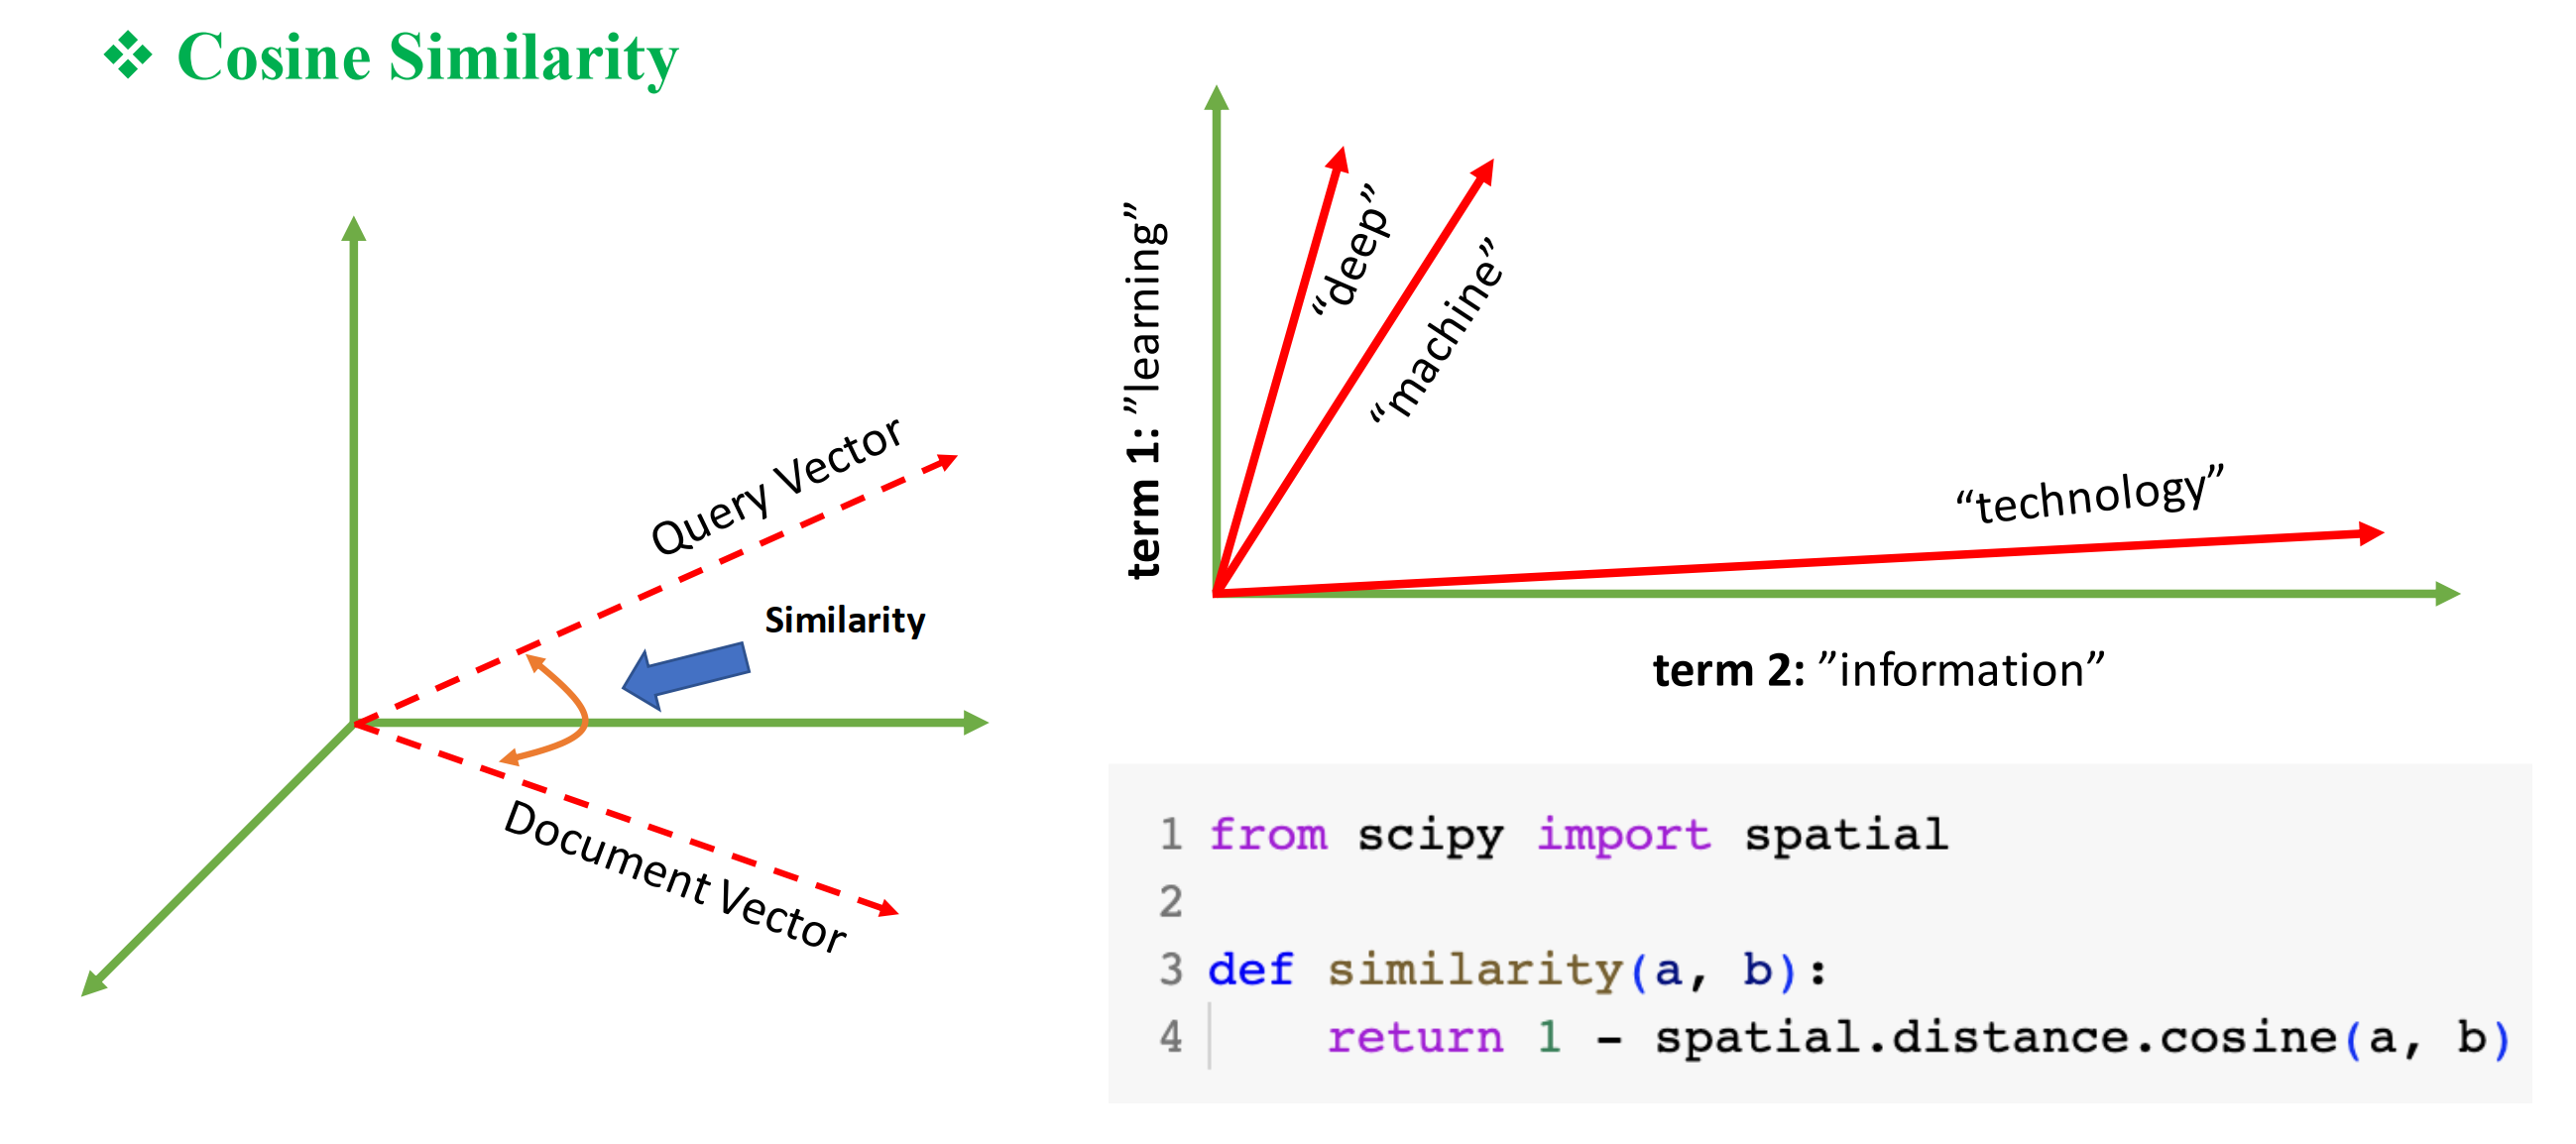 Cosine Similarity
Query Vector
Similarity
Document Vector
term 1: ”learning”
“deep”
“machine”
“technology”
term 2: ”information”
1 from scipy import spatial
2
3 def similarity(a, b):
4     return 1 - spatial.distance.cosine(a, b)